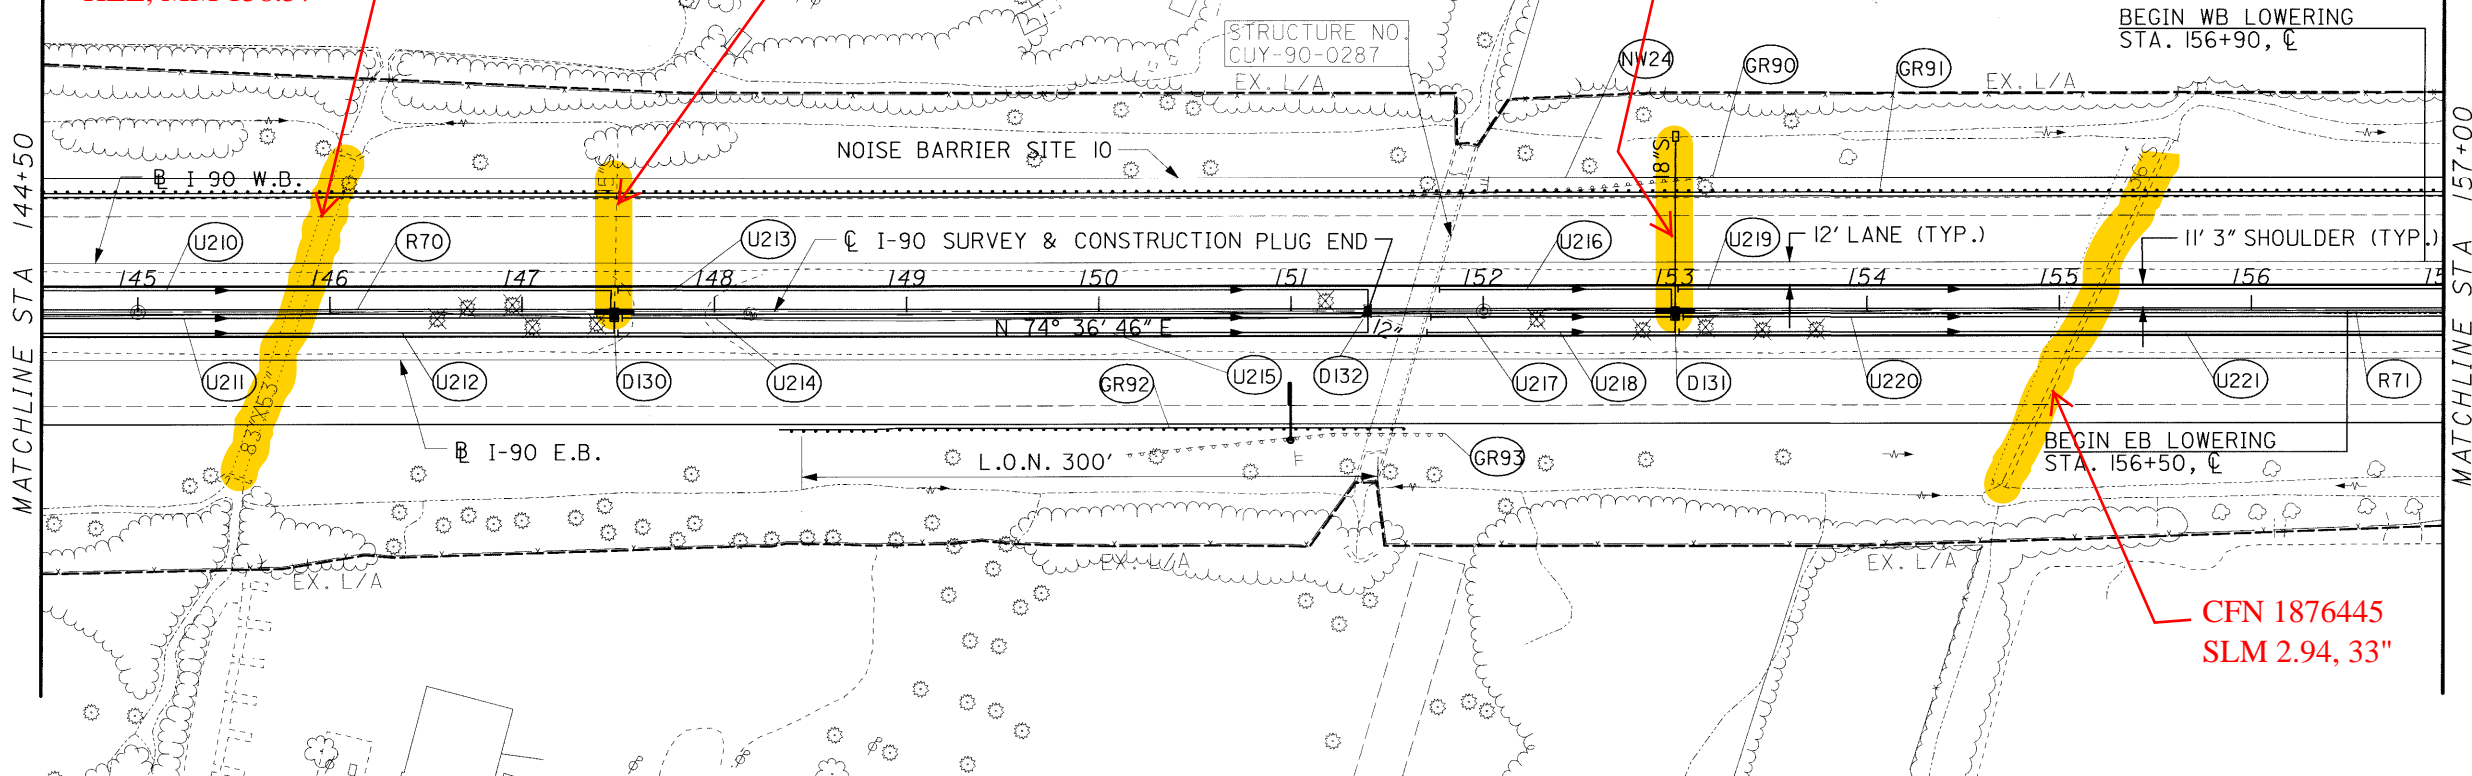 BEGIN WB LOWERING
STA. 156+90, ℄
STRUCTURE NO.
CUY-90-0287
NW24
GR90
GR91
EX. L/A
EX. L/A
MATCHLINE STA 144+50
MATCHLINE STA 157+00
NOISE BARRIER SITE 10
15"
18"S
36"S
℄ I 90 W.B.
U210
R70
U213
℄ I-90 SURVEY & CONSTRUCTION PLUG END
U216
U219
12' LANE (TYP.)
11' 3" SHOULDER (TYP.)
145
146
147
148
149
150
151
152
153
154
155
156
N 74° 36' 46" E
12"
U211
U212
D130
U214
GR92
U215
D132
U217
U218
D131
U220
U221
R71
83"X53"
℄ I-90 E.B.
L.O.N. 300'
GR93
BEGIN EB LOWERING
STA. 156+50, ℄
EX. L/A
EX. L/A
EX. L/A
CFN 1876445
SLM 2.94, 33"